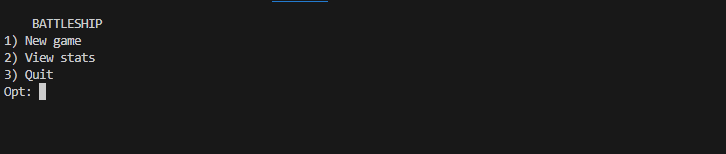 BATTLESHIP
1) New game
2) View stats
3) Quit
Opt: